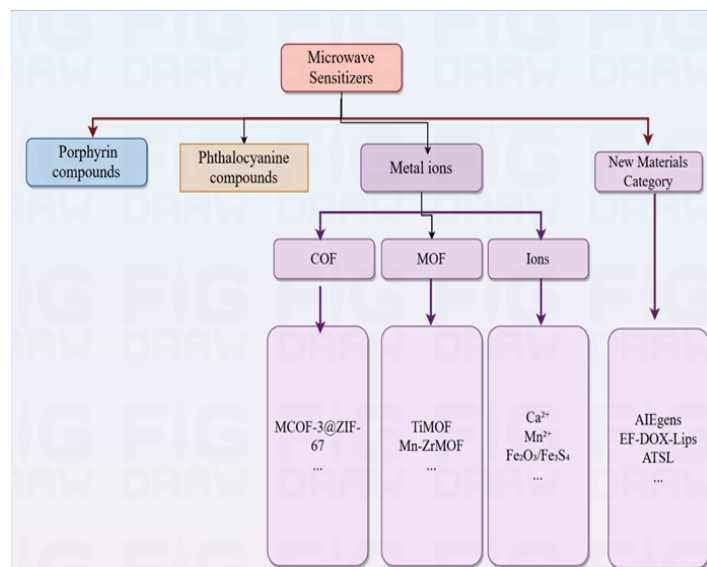 Microwave
Sensitizers
Porphyrin
compounds
Phthalocyanine
compounds
Metal ions
New Materials
Category
COF
MOF
Ions
MCOF-3@ZIF-
67
...
TiMOF
Mn-ZrMOF
...
Ca²⁺
Mn²⁺
Fe₂O₃/Fe₃S₄
...
AIEgens
EF-DOX-Lips
ATSL
...